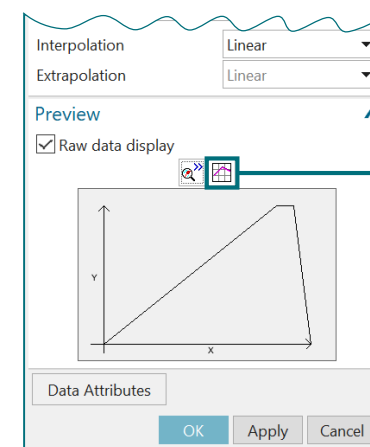 Interpolation Linear
Extrapolation Linear
Preview
Raw data display
Y
X
Data Attributes
OK Apply Cancel